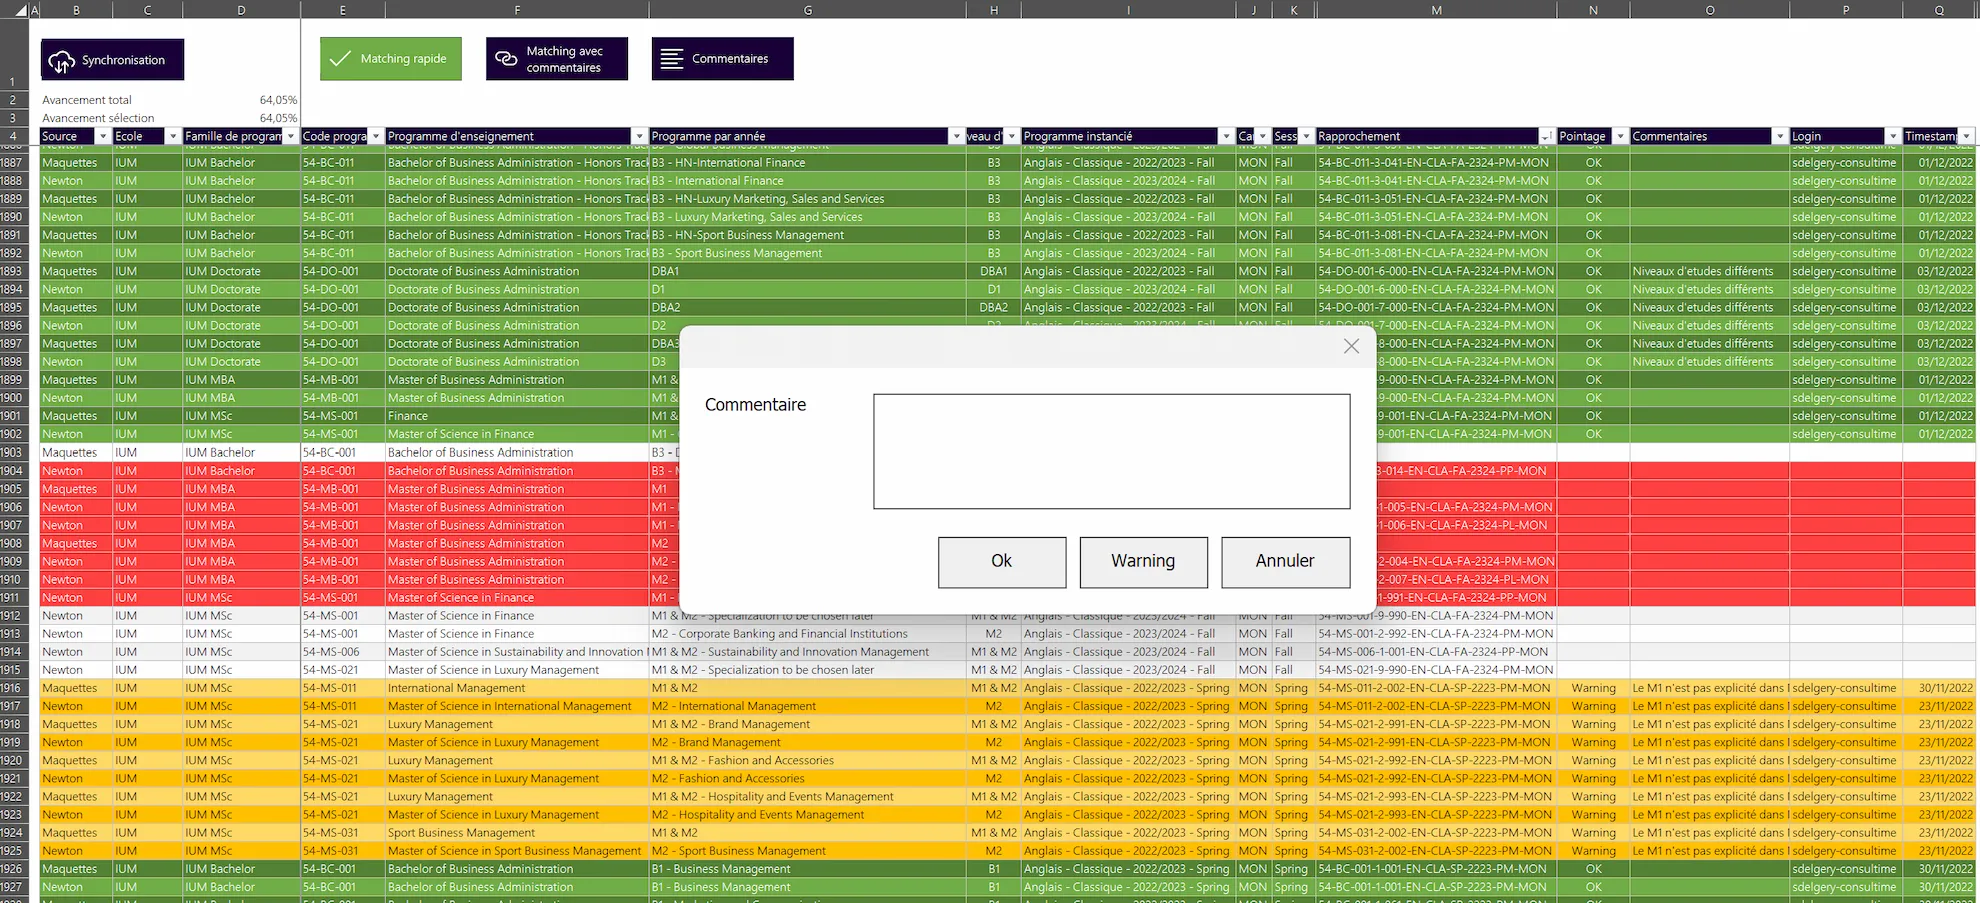 A B C D E F G H I J K M N O P Q
1
Synchronisation
Matching rapide
Matching avec
commentaires
Commentaires
2 Avancement total 64,05%
3 Avancement sélection 64,05%
4 Source Ecole Famille de program Code progra Programme d'enseignement Programme par année veau d' Programme instancié Ca Sess Rapprochement Pointage Commentaires Login Timestam
1887 Maquettes IUM IUM Bachelor 54-BC-011 Bachelor of Business Administration - Honors Track B3 - HN-International Finance B3 Anglais - Classique - 2022/2023 - Fall MON Fall 54-BC-011-3-041-EN-CLA-FA-2324-PM-MON OK sdelgery-consultime 01/12/2022
1888 Newton IUM IUM Bachelor 54-BC-011 Bachelor of Business Administration - Honors Track B3 - International Finance B3 Anglais - Classique - 2023/2024 - Fall MON Fall 54-BC-011-3-041-EN-CLA-FA-2324-PM-MON OK sdelgery-consultime 01/12/2022
1889 Maquettes IUM IUM Bachelor 54-BC-011 Bachelor of Business Administration - Honors Track B3 - HN-Luxury Marketing, Sales and Services B3 Anglais - Classique - 2022/2023 - Fall MON Fall 54-BC-011-3-051-EN-CLA-FA-2324-PM-MON OK sdelgery-consultime 01/12/2022
1890 Newton IUM IUM Bachelor 54-BC-011 Bachelor of Business Administration - Honors Track B3 - Luxury Marketing, Sales and Services B3 Anglais - Classique - 2023/2024 - Fall MON Fall 54-BC-011-3-051-EN-CLA-FA-2324-PM-MON OK sdelgery-consultime 01/12/2022
1891 Maquettes IUM IUM Bachelor 54-BC-011 Bachelor of Business Administration - Honors Track B3 - HN-Sport Business Management B3 Anglais - Classique - 2022/2023 - Fall MON Fall 54-BC-011-3-081-EN-CLA-FA-2324-PM-MON OK sdelgery-consultime 01/12/2022
1892 Newton IUM IUM Bachelor 54-BC-011 Bachelor of Business Administration - Honors Track B3 - Sport Business Management B3 Anglais - Classique - 2023/2024 - Fall MON Fall 54-BC-011-3-081-EN-CLA-FA-2324-PM-MON OK sdelgery-consultime 01/12/2022
1893 Maquettes IUM IUM Doctorate 54-DO-001 Doctorate of Business Administration DBA1 DBA1 Anglais - Classique - 2022/2023 - Fall MON Fall 54-DO-001-6-000-EN-CLA-FA-2324-PM-MON OK Niveaux d'etudes différents sdelgery-consultime 03/12/2022
1894 Newton IUM IUM Doctorate 54-DO-001 Doctorate of Business Administration D1 D1 Anglais - Classique - 2023/2024 - Fall MON Fall 54-DO-001-6-000-EN-CLA-FA-2324-PM-MON OK Niveaux d'etudes différents sdelgery-consultime 03/12/2022
1895 Maquettes IUM IUM Doctorate 54-DO-001 Doctorate of Business Administration DBA2 DBA2 Anglais - Classique - 2022/2023 - Fall MON Fall 54-DO-001-7-000-EN-CLA-FA-2324-PM-MON OK Niveaux d'etudes différents sdelgery-consultime 03/12/2022
1896 Newton IUM IUM Doctorate 54-DO-001 Doctorate of Business Administration D2 D2 Anglais - Classique - 2023/2024 - Fall MON Fall 54-DO-001-7-000-EN-CLA-FA-2324-PM-MON OK Niveaux d'etudes différents sdelgery-consultime 03/12/2022
1897 Maquettes IUM IUM Doctorate 54-DO-001 Doctorate of Business Administration DBA3 -8-000-EN-CLA-FA-2324-PM-MON OK Niveaux d'etudes différents sdelgery-consultime 03/12/2022
1898 Newton IUM IUM Doctorate 54-DO-001 Doctorate of Business Administration D3 -8-000-EN-CLA-FA-2324-PM-MON OK Niveaux d'etudes différents sdelgery-consultime 03/12/2022
1899 Maquettes IUM IUM MBA 54-MB-001 Master of Business Administration M1 & -9-000-EN-CLA-FA-2324-PM-MON OK sdelgery-consultime 01/12/2022
1900 Newton IUM IUM MBA 54-MB-001 Master of Business Administration M1 & -9-000-EN-CLA-FA-2324-PM-MON OK sdelgery-consultime 01/12/2022
1901 Maquettes IUM IUM MSc 54-MS-001 Finance M1 & -9-001-EN-CLA-FA-2324-PM-MON OK sdelgery-consultime 01/12/2022
1902 Newton IUM IUM MSc 54-MS-001 Master of Science in Finance M1 - -9-001-EN-CLA-FA-2324-PM-MON OK sdelgery-consultime 01/12/2022
1903 Maquettes IUM IUM Bachelor 54-BC-001 Bachelor of Business Administration B3 -
1904 Newton IUM IUM Bachelor 54-BC-001 Bachelor of Business Administration B3 - -3-014-EN-CLA-FA-2324-PP-MON
1905 Maquettes IUM IUM MBA 54-MB-001 Master of Business Administration M1
1906 Newton IUM IUM MBA 54-MB-001 Master of Business Administration M1 - -1-005-EN-CLA-FA-2324-PM-MON
1907 Newton IUM IUM MBA 54-MB-001 Master of Business Administration M1 - -1-006-EN-CLA-FA-2324-PL-MON
1908 Maquettes IUM IUM MBA 54-MB-001 Master of Business Administration M2
1909 Newton IUM IUM MBA 54-MB-001 Master of Business Administration M2 - -2-004-EN-CLA-FA-2324-PM-MON
1910 Newton IUM IUM MBA 54-MB-001 Master of Business Administration M2 - -2-007-EN-CLA-FA-2324-PL-MON
1911 Newton IUM IUM MSc 54-MS-001 Master of Science in Finance M1 - -1-991-EN-CLA-FA-2324-PP-MON
Commentaire
Ok Warning Annuler
1912 Newton IUM IUM MSc 54-MS-001 Master of Science in Finance M1 & M2 - Specialization to be chosen later M1 & M2 Anglais - Classique - 2023/2024 - Fall MON Fall 54-MS-001-9-990-EN-CLA-FA-2324-PM-MON
1913 Newton IUM IUM MSc 54-MS-001 Master of Science in Finance M2 - Corporate Banking and Financial Institutions M2 Anglais - Classique - 2023/2024 - Fall MON Fall 54-MS-001-2-992-EN-CLA-FA-2324-PM-MON
1914 Newton IUM IUM MSc 54-MS-006 Master of Science in Sustainability and Innovation M1 & M2 - Sustainability and Innovation Management M1 & M2 Anglais - Classique - 2023/2024 - Fall MON Fall 54-MS-006-1-001-EN-CLA-FA-2324-PP-MON
1915 Newton IUM IUM MSc 54-MS-021 Master of Science in Luxury Management M1 & M2 - Specialization to be chosen later M1 & M2 Anglais - Classique - 2023/2024 - Fall MON Fall 54-MS-021-9-990-EN-CLA-FA-2324-PM-MON
1916 Maquettes IUM IUM MSc 54-MS-011 International Management M1 & M2 M1 & M2 Anglais - Classique - 2022/2023 - Spring MON Spring 54-MS-011-2-002-EN-CLA-SP-2223-PM-MON Warning Le M1 n'est pas explicité dans sdelgery-consultime 30/11/2022
1917 Newton IUM IUM MSc 54-MS-011 Master of Science in International Management M2 - International Management M2 Anglais - Classique - 2022/2023 - Spring MON Spring 54-MS-011-2-002-EN-CLA-SP-2223-PM-MON Warning Le M1 n'est pas explicité dans sdelgery-consultime 23/11/2022
1918 Maquettes IUM IUM MSc 54-MS-021 Luxury Management M1 & M2 - Brand Management M1 & M2 Anglais - Classique - 2022/2023 - Spring MON Spring 54-MS-021-2-991-EN-CLA-SP-2223-PM-MON Warning Le M1 n'est pas explicité dans sdelgery-consultime 23/11/2022
1919 Newton IUM IUM MSc 54-MS-021 Master of Science in Luxury Management M2 - Brand Management M2 Anglais - Classique - 2022/2023 - Spring MON Spring 54-MS-021-2-991-EN-CLA-SP-2223-PM-MON Warning Le M1 n'est pas explicité dans sdelgery-consultime 23/11/2022
1920 Maquettes IUM IUM MSc 54-MS-021 Luxury Management M1 & M2 - Fashion and Accessories M1 & M2 Anglais - Classique - 2022/2023 - Spring MON Spring 54-MS-021-2-992-EN-CLA-SP-2223-PM-MON Warning Le M1 n'est pas explicité dans sdelgery-consultime 23/11/2022
1921 Newton IUM IUM MSc 54-MS-021 Master of Science in Luxury Management M2 - Fashion and Accessories M2 Anglais - Classique - 2022/2023 - Spring MON Spring 54-MS-021-2-992-EN-CLA-SP-2223-PM-MON Warning Le M1 n'est pas explicité dans sdelgery-consultime 23/11/2022
1922 Maquettes IUM IUM MSc 54-MS-021 Luxury Management M1 & M2 - Hospitality and Events Management M1 & M2 Anglais - Classique - 2022/2023 - Spring MON Spring 54-MS-021-2-993-EN-CLA-SP-2223-PM-MON Warning Le M1 n'est pas explicité dans sdelgery-consultime 23/11/2022
1923 Newton IUM IUM MSc 54-MS-021 Master of Science in Luxury Management M2 - Hospitality and Events Management M2 Anglais - Classique - 2022/2023 - Spring MON Spring 54-MS-021-2-993-EN-CLA-SP-2223-PM-MON Warning Le M1 n'est pas explicité dans sdelgery-consultime 23/11/2022
1924 Maquettes IUM IUM MSc 54-MS-031 Sport Business Management M1 & M2 M1 & M2 Anglais - Classique - 2022/2023 - Spring MON Spring 54-MS-031-2-002-EN-CLA-SP-2223-PM-MON Warning Le M1 n'est pas explicité dans sdelgery-consultime 23/11/2022
1925 Newton IUM IUM MSc 54-MS-031 Master of Science in Sport Business Management M2 - Sport Business Management M2 Anglais - Classique - 2022/2023 - Spring MON Spring 54-MS-031-2-002-EN-CLA-SP-2223-PM-MON Warning Le M1 n'est pas explicité dans sdelgery-consultime 23/11/2022
1926 Maquettes IUM IUM Bachelor 54-BC-001 Bachelor of Business Administration B1 - Business Management B1 Anglais - Classique - 2022/2023 - Spring MON Spring 54-BC-001-1-001-EN-CLA-SP-2223-PM-MON OK sdelgery-consultime 30/11/2022
1927 Newton IUM IUM Bachelor 54-BC-001 Bachelor of Business Administration B1 - Business Management B1 Anglais - Classique - 2022/2023 - Spring MON Spring 54-BC-001-1-001-EN-CLA-SP-2223-PM-MON OK sdelgery-consultime 30/11/2022